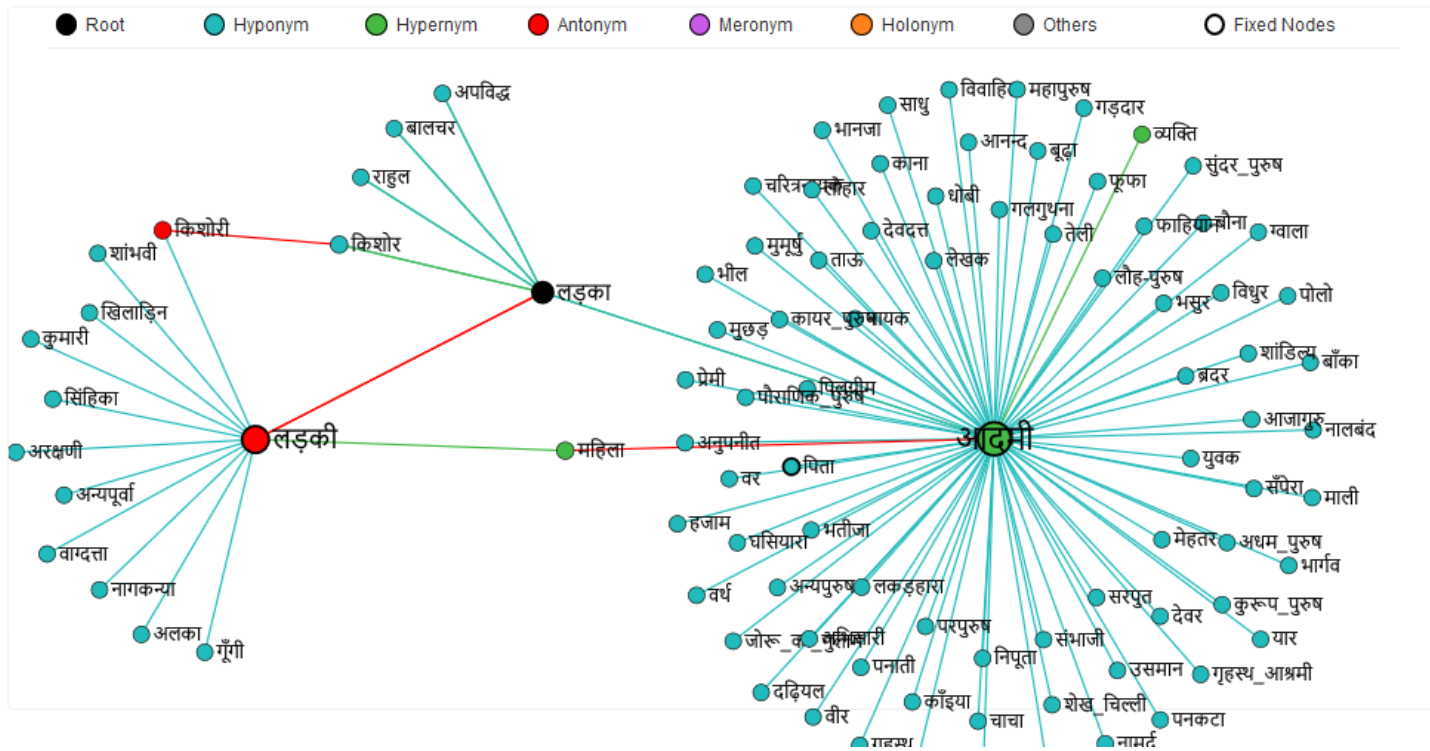 Root Hyponym Hypernym Antonym Meronym Holonym Others Fixed Nodes
अपविद्ध
बालचर
राहुल
किशोरी
किशोर
शांभवी
लड़का
खिलाड़िन
कुमारी
सिंहिका
लड़की
अरक्षणी
महिला
अन्यपूर्वा
वाग्दत्ता
नागकन्या
अलका
गूँगी
महापुरुष
साधु
गड़दार
भानजा
व्यक्ति
आनन्द
बूढ़ा
काना
सुंदर_पुरुष
फूफा
लोहार
धोबी
गलगुथना
देवदत्त
तेली
बौना
ग्वाला
मुमूर्षु
ताऊ
लेखक
भील
लौह-पुरुष
विधुर
पोलो
भसुर
मुछड़
शांडिल्य
बाँका
प्रेमी
ब्रदर
पिलग्रीम
पौराणिक_पुरुष
आजागुरु
नालबंद
आदमी
अनुपनीत
युवक
पिता
वर
सँपेरा
माली
हजाम
भतीजा
घसियारा
मेहतर
अधम_पुरुष
भार्गव
वर्थ
अन्यपुरुष
लकड़हारा
सरपुत
कुरूप_पुरुष
देवर
परपुरुष
संभाजी
यार
पनाती
निपूता
उसमान
गृहस्थ_आश्रमी
दढ़ियल
काँइया
शेख_चिल्ली
वीर
चाचा
पनकटा
गृहस्थ
नामर्द